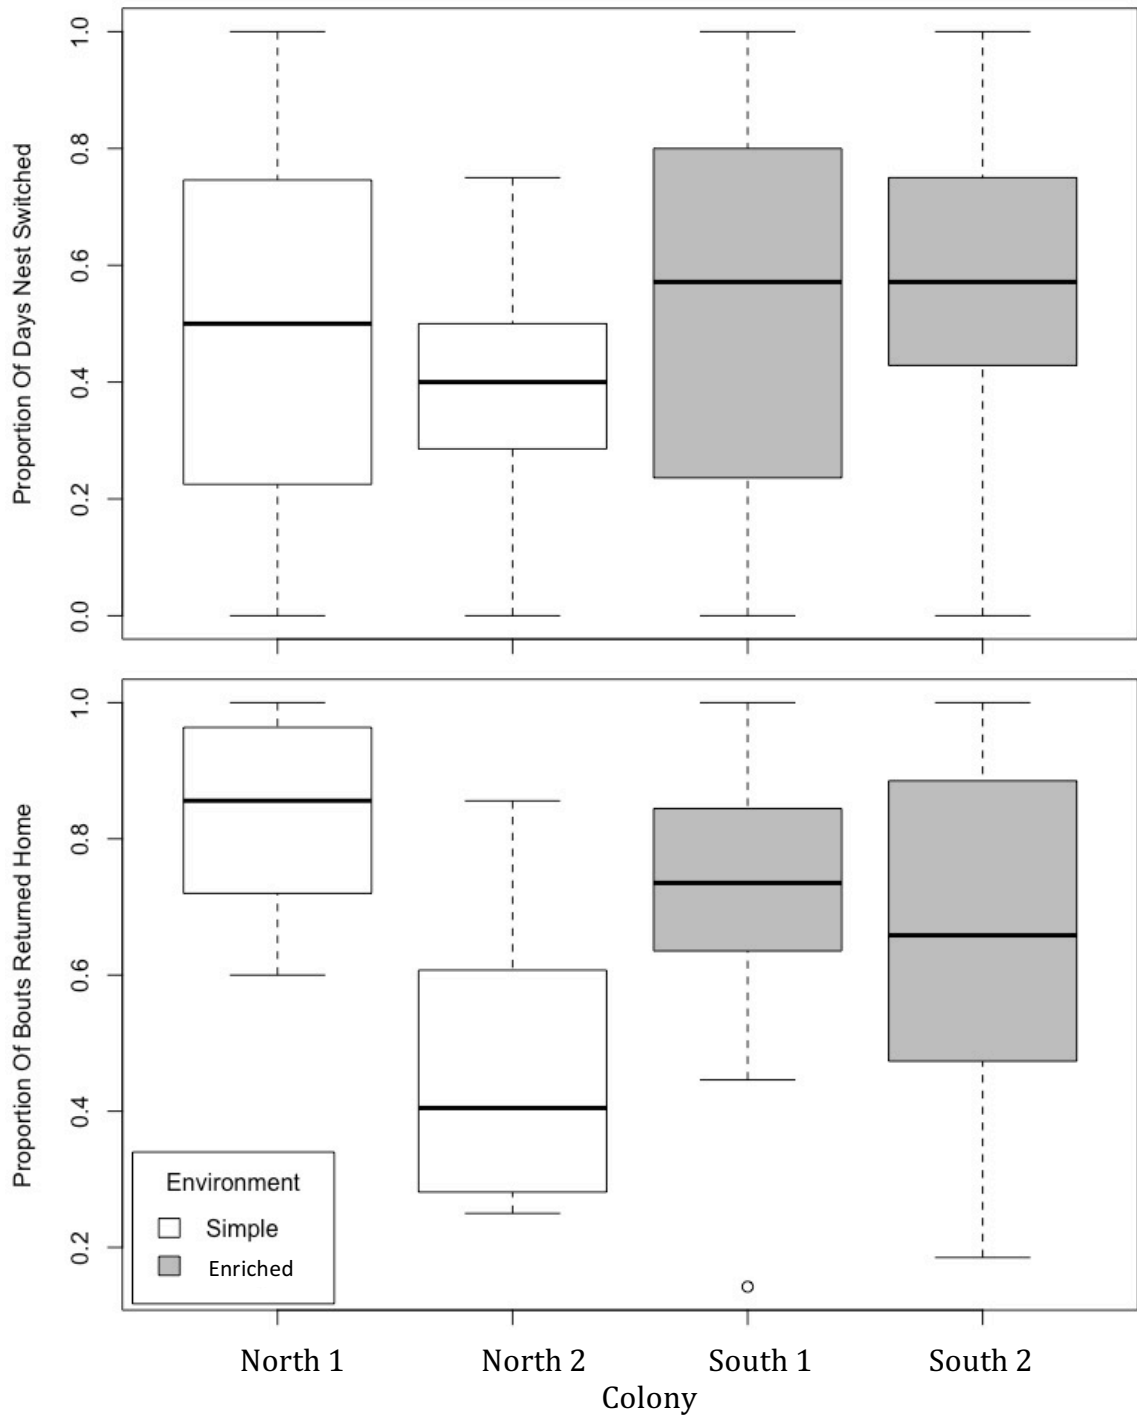 Proportion Of Days Nest Switched
1.0
0.8
0.6
0.4
0.2
0.0
Proportion Of Bouts Returned Home
1.0
0.8
0.6
0.4
0.2
Environment
Simple
Enriched
North 1 North 2 South 1 South 2
Colony